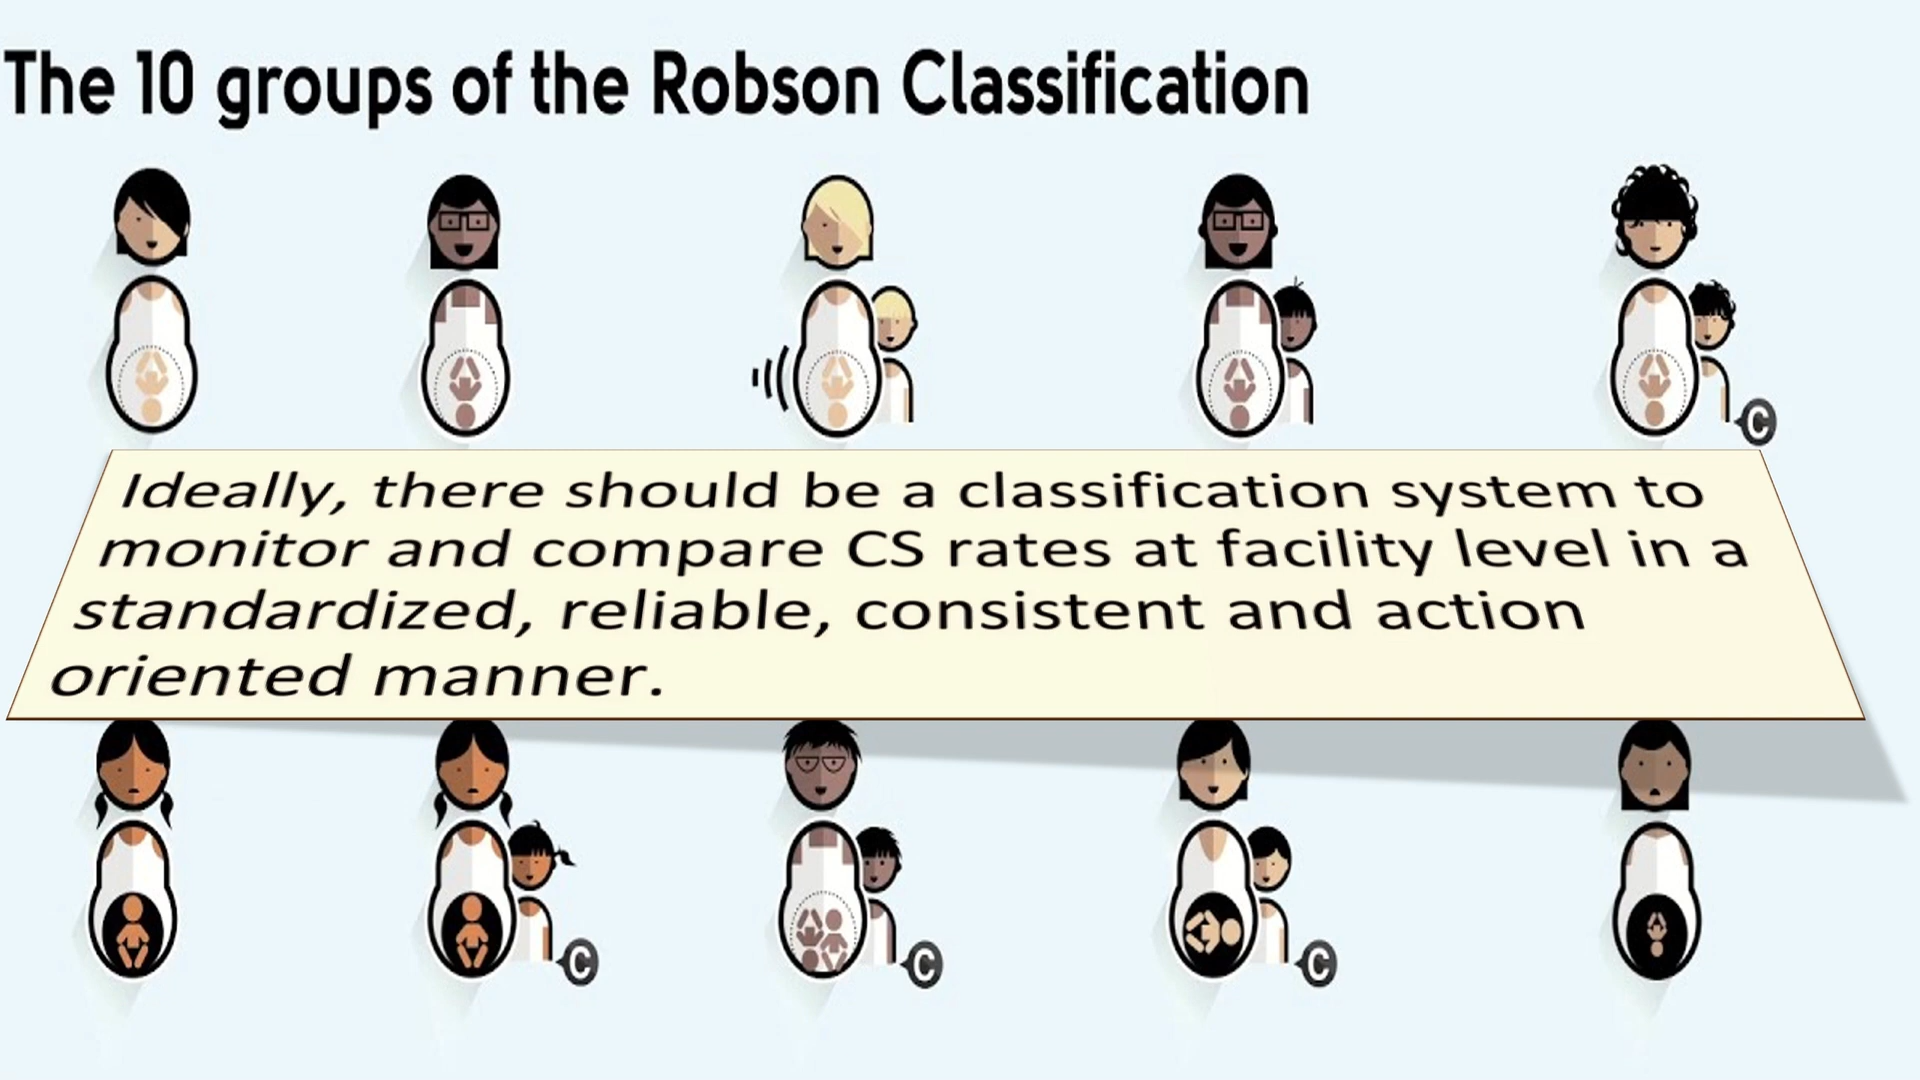 The 10 groups of the Robson Classification
C
Ideally, there should be a classification system to
monitor and compare CS rates at facility level in a
standardized, reliable, consistent and action
oriented manner.
C
C
C